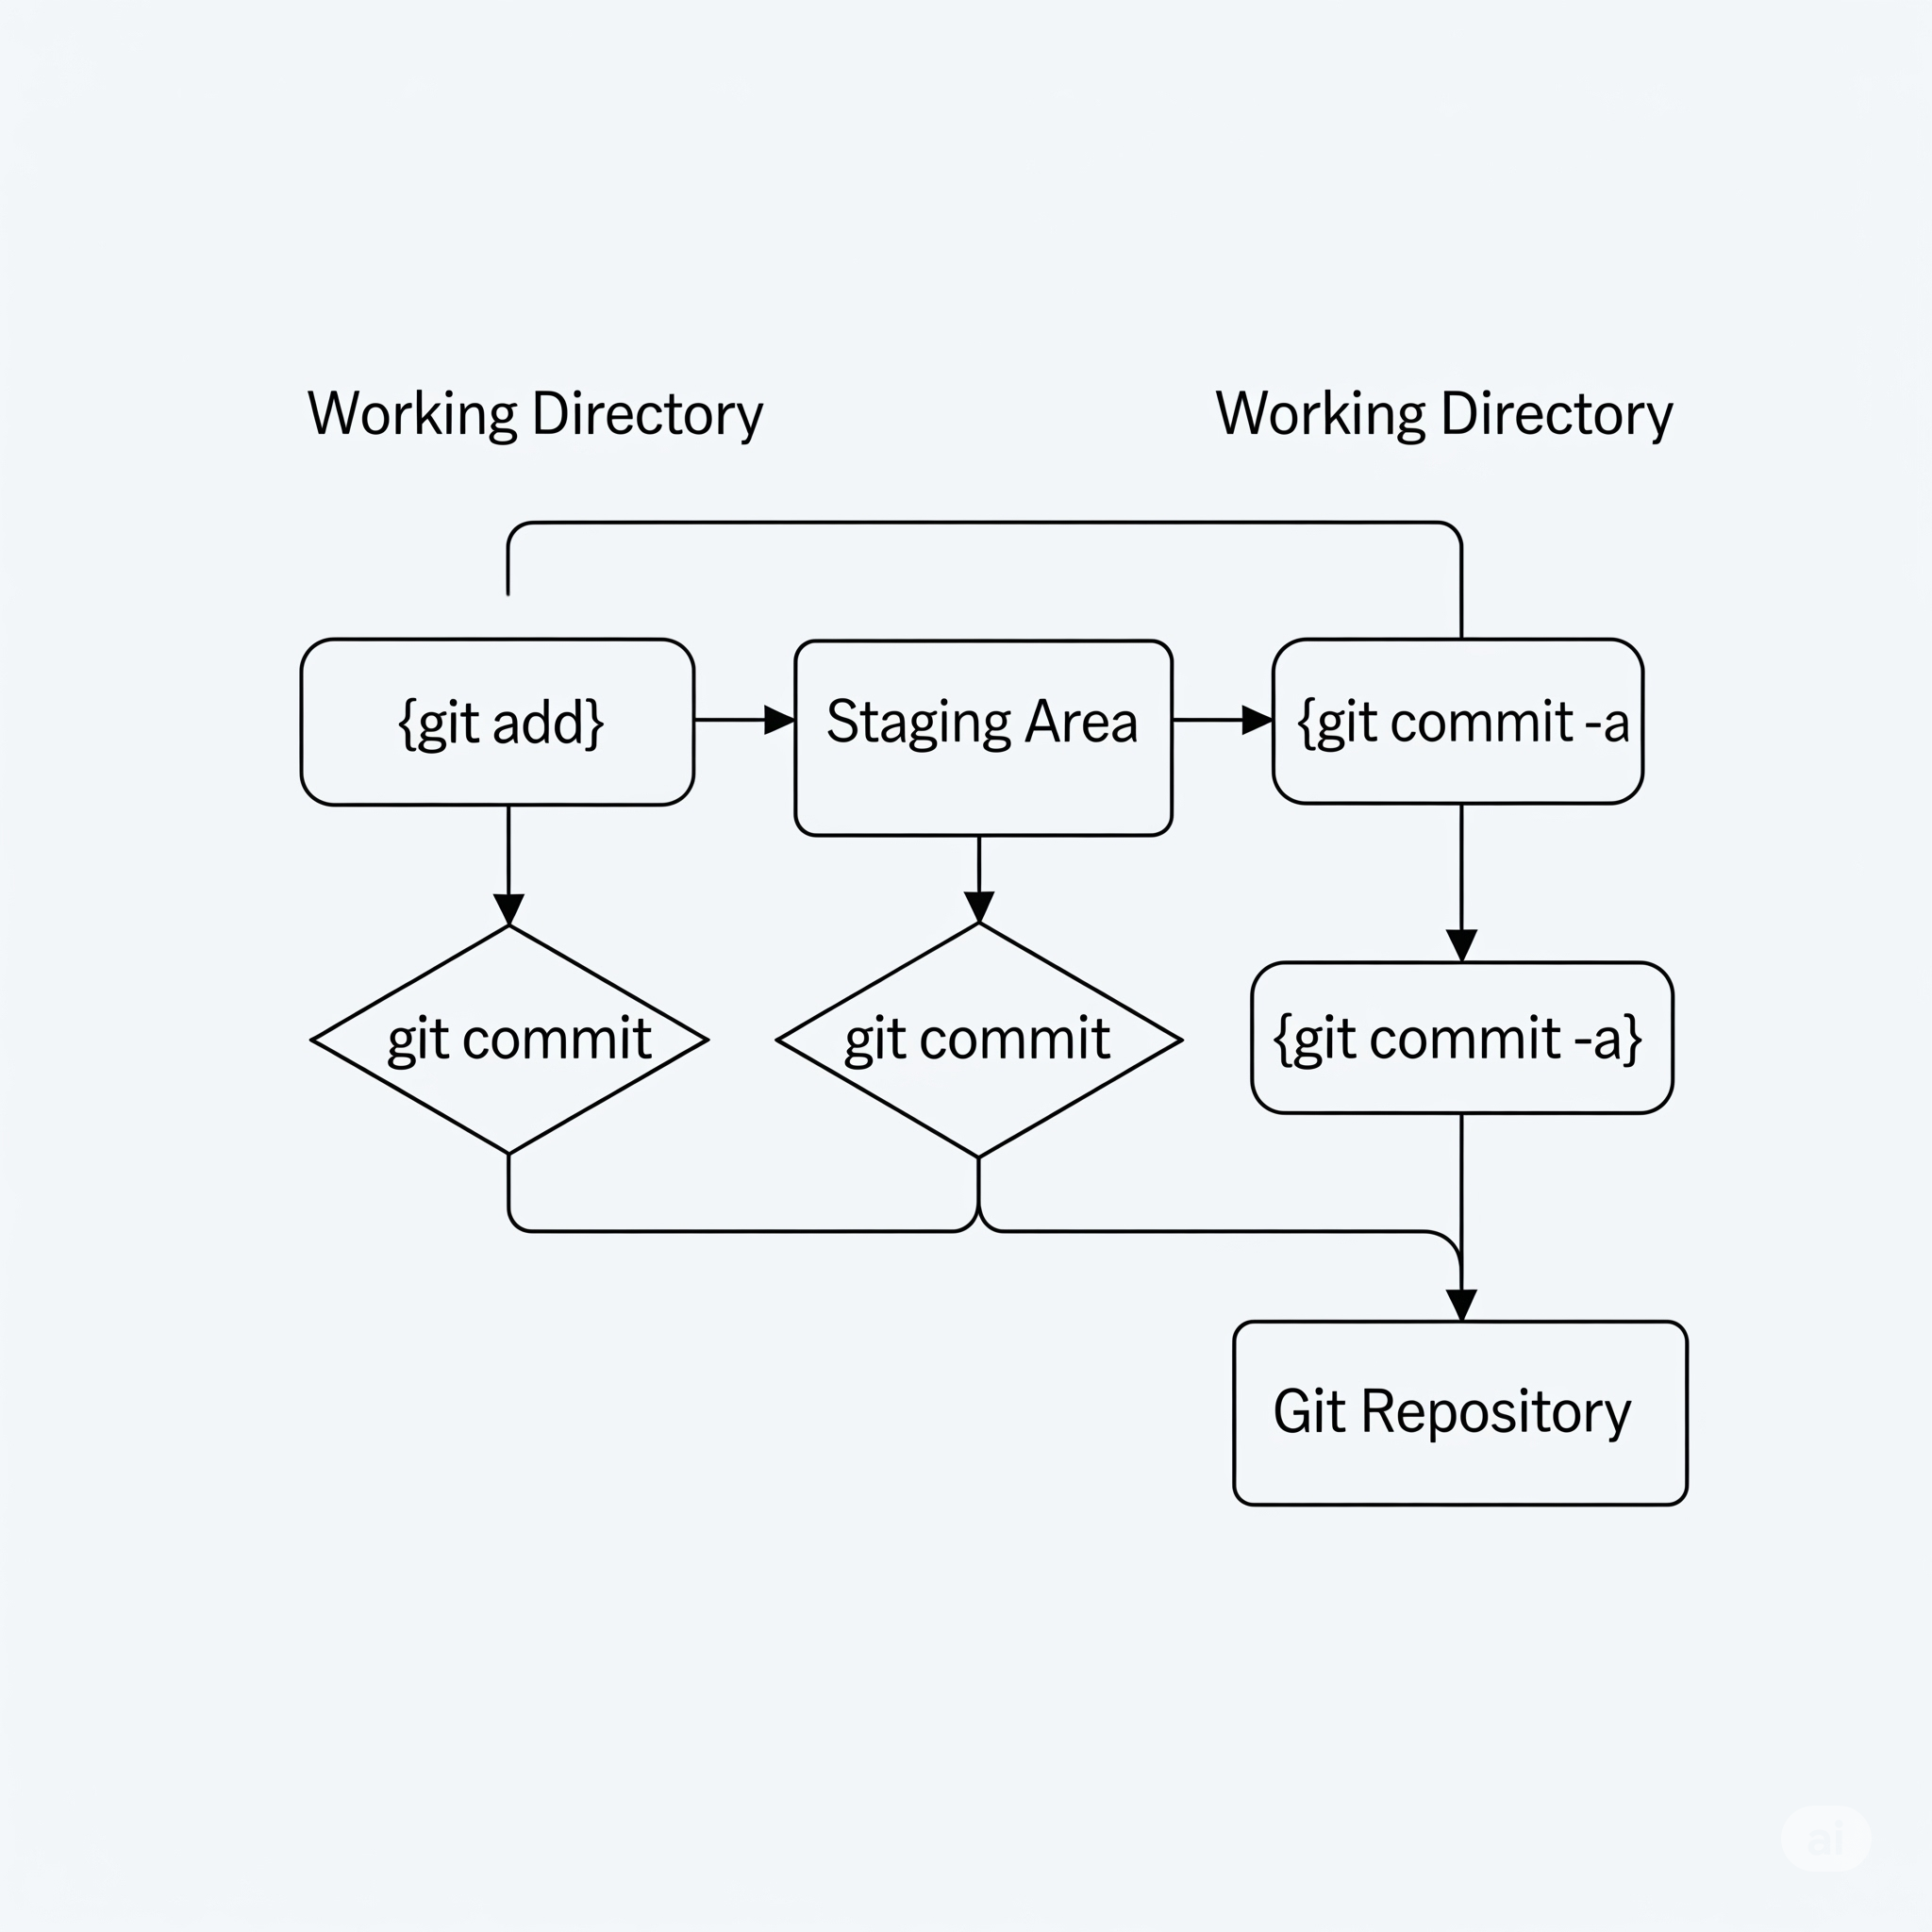 Working Directory
Working Directory
{git add}
Staging Area
{git commit -a
git commit
git commit
{git commit -a}
Git Repository
ai